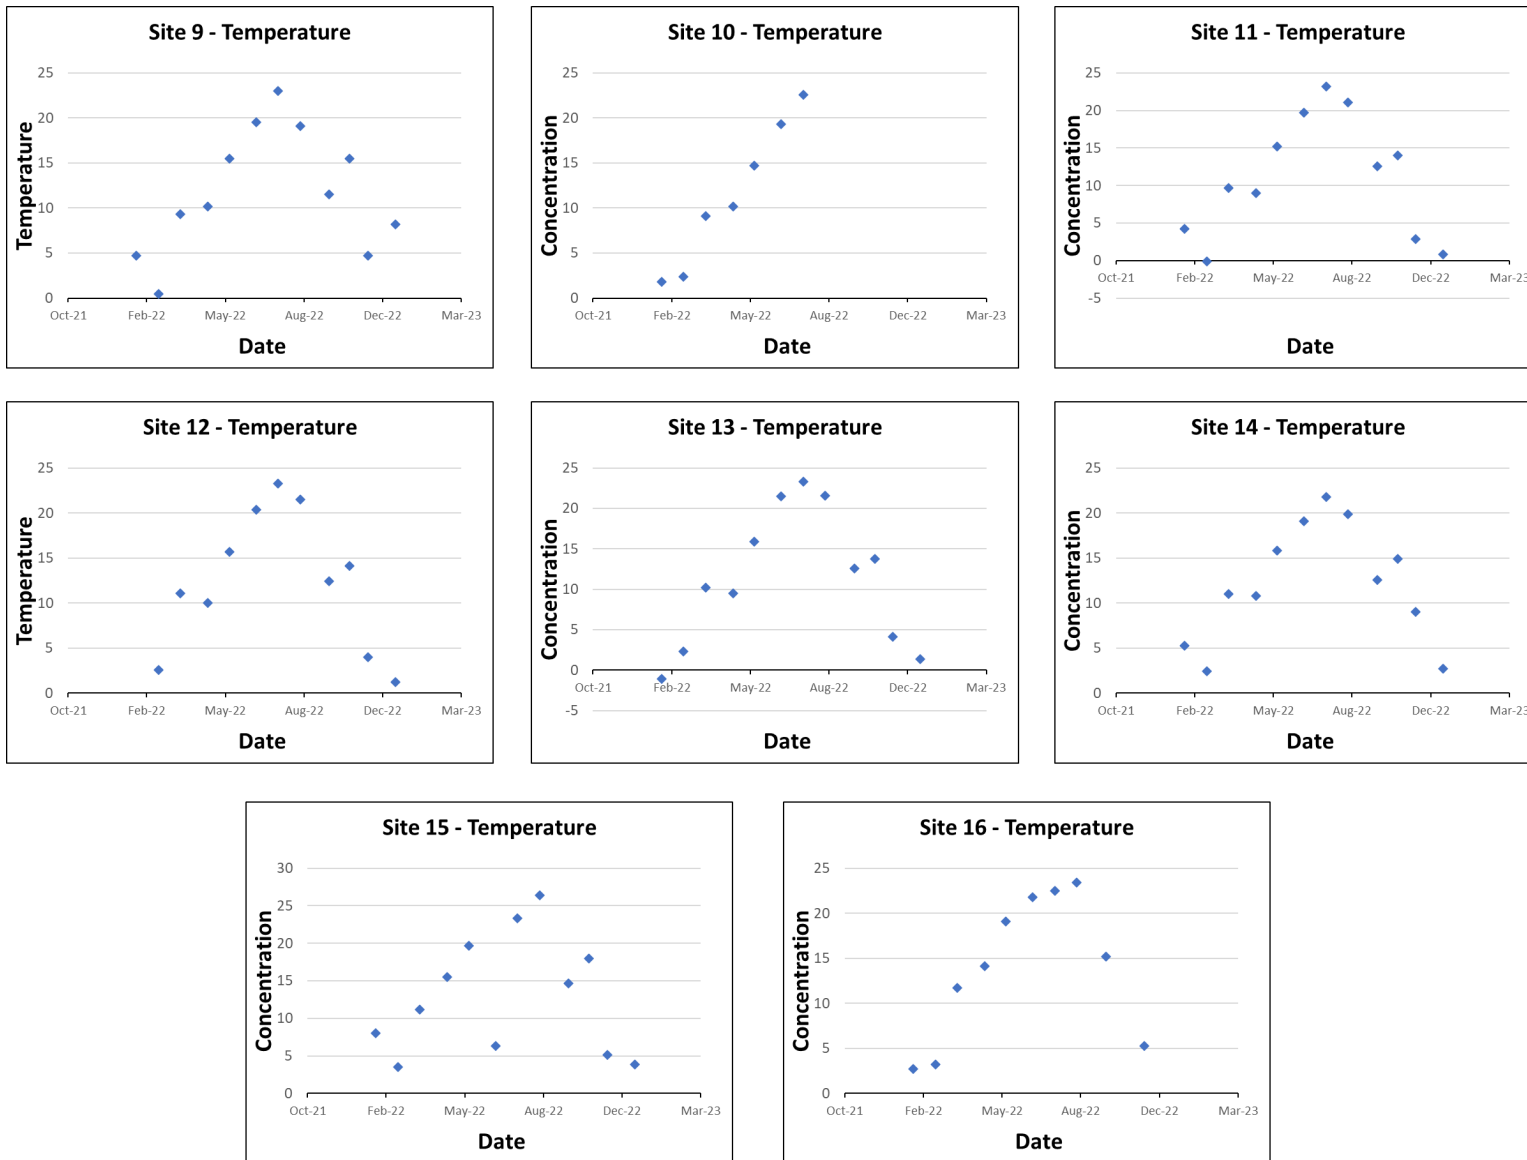 Site 9 - Temperature
25
20
15
10
5
0
Temperature
Oct-21 Feb-22 May-22 Aug-22 Dec-22 Mar-23
Date
Site 10 - Temperature
25
20
15
10
5
0
Concentration
Oct-21 Feb-22 May-22 Aug-22 Dec-22 Mar-23
Date
Site 11 - Temperature
25
20
15
10
5
0
-5
Concentration
Oct-21 Feb-22 May-22 Aug-22 Dec-22 Mar-23
Date
Site 12 - Temperature
25
20
15
10
5
0
Temperature
Oct-21 Feb-22 May-22 Aug-22 Dec-22 Mar-23
Date
Site 13 - Temperature
25
20
15
10
5
0
-5
Concentration
Oct-21 Feb-22 May-22 Aug-22 Dec-22 Mar-23
Date
Site 14 - Temperature
25
20
15
10
5
0
Concentration
Oct-21 Feb-22 May-22 Aug-22 Dec-22 Mar-23
Date
Site 15 - Temperature
30
25
20
15
10
5
0
Concentration
Oct-21 Feb-22 May-22 Aug-22 Dec-22 Mar-23
Date
Site 16 - Temperature
25
20
15
10
5
0
Concentration
Oct-21 Feb-22 May-22 Aug-22 Dec-22 Mar-23
Date